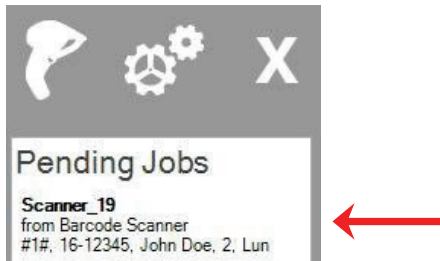 X
Pending Jobs
Scanner_19
from Barcode Scanner
#1#, 16-12345, John Doe, 2, Lun